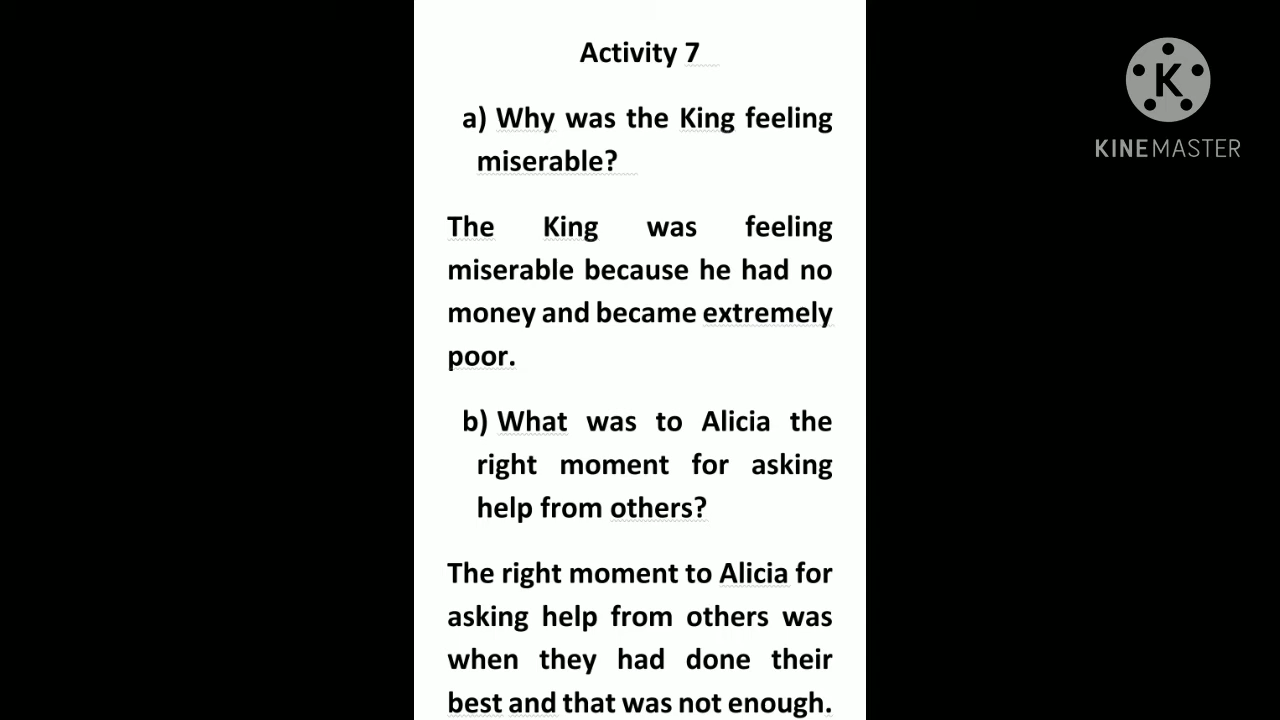 Activity 7
a) Why was the King feeling
miserable?
The King was feeling
miserable because he had no
money and became extremely
poor.
b) What was to Alicia the
right moment for asking
help from others?
The right moment to Alicia for
asking help from others was
when they had done their
best and that was not enough.
K
KINEMASTER